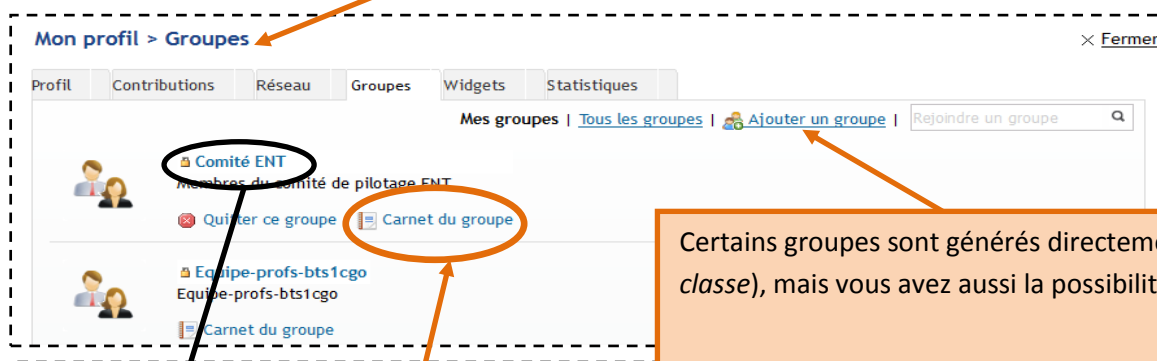 Mon profil > Groupes
× Fermer
Profil Contributions Réseau Groupes Widgets Statistiques
Mes groupes | Tous les groupes | Ajouter un groupe | Rejoindre un groupe
Comité ENT
Membres du comité de pilotage ENT
Quitter ce groupe Carnet du groupe
Equipe-profs-bts1cgo
Equipe-profs-bts1cgo
Carnet du groupe
Certains groupes sont générés directeme
classe), mais vous avez aussi la possibilit